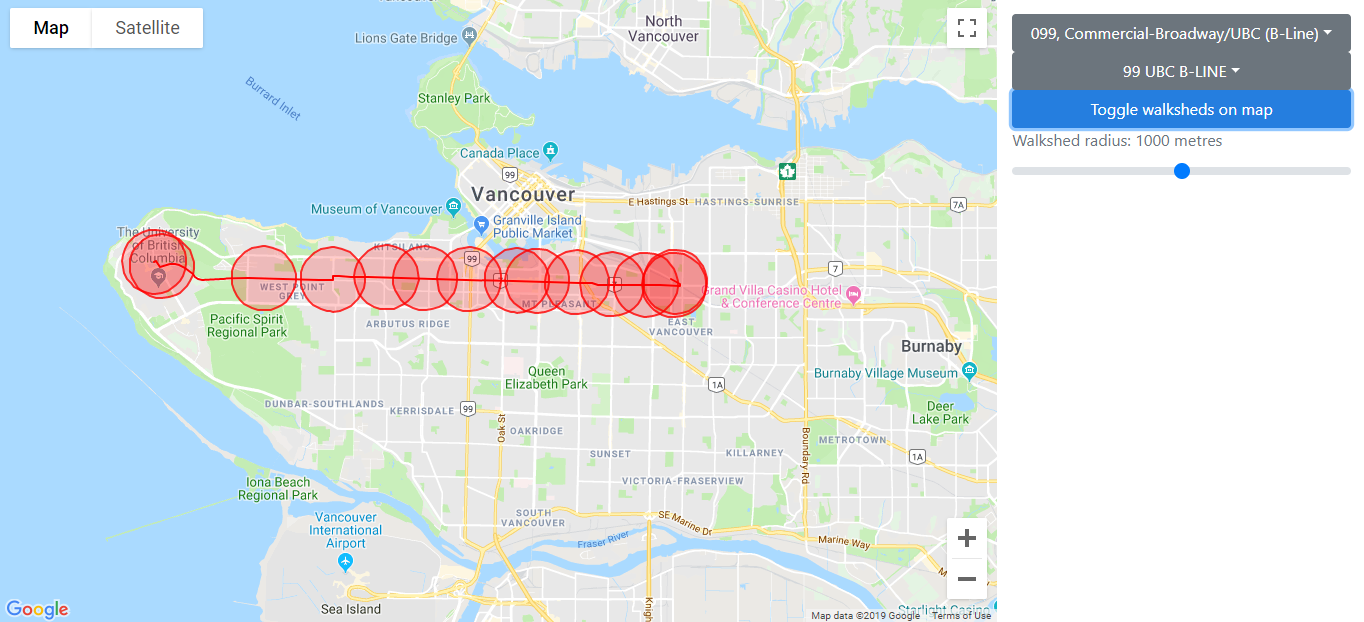 Map
Satellite
Lions Gate Bridge
North
Vancouver
Burrard Inlet
Stanley Park
Canada Place
99
1
Vancouver
E Hastings St
HASTINGS-SUNRISE
7A
Museum of Vancouver
Granville Island
Public Market
The University
of British
Columbia
KITSILANO
99
7
WEST POINT
GREY
MT PLEASANT
Grand Villa Casino Hotel
& Conference Centre
Pacific Spirit
Regional Park
ARBUTUS RIDGE
EAST
VANCOUVER
Burnaby
Queen
Elizabeth Park
Burnaby Village Museum
1A
DUNBAR-SOUTHLANDS
KERRISDALE
99
Oak St
Deer
Lake Park
OAKRIDGE
Boundary Rd
METROTOWN
SUNSET
KILLARNEY
1A
VICTORIA-FRASERVIEW
Iona Beach
Regional Park
Vancouver
International
Airport
SOUTH
VANCOUVER
SE Marine Dr
Fraser River
Marine Way
Sea Island
Starlight Casino
Google
Map data ©2019 Google
Terms of Use
099, Commercial-Broadway/UBC (B-Line)
99 UBC B-LINE
Toggle walksheds on map
Walkshed radius: 1000 metres